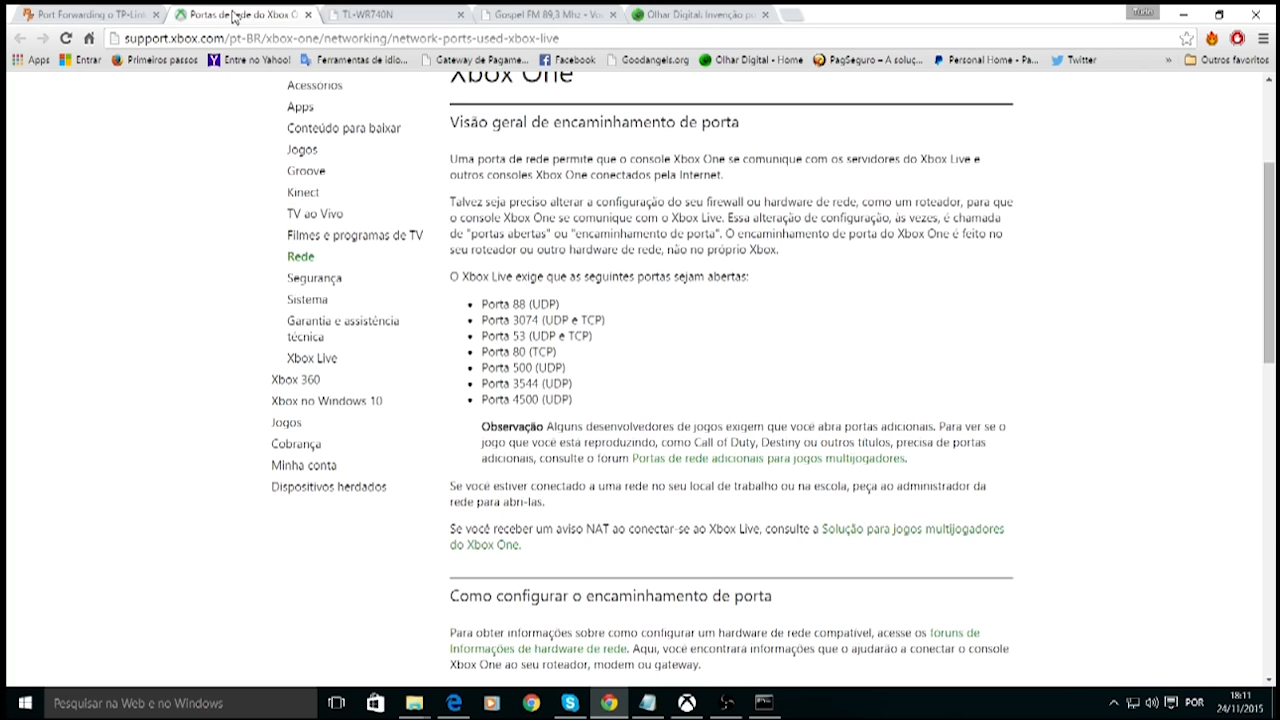 Port Forwarding o TP-Link
Portas de rede do Xbox O
TL-WR740N
Gospel FM 89,3 Mhz - Vo
Olhar Digital: Invenção p
support.xbox.com/pt-BR/xbox-one/networking/network-ports-used-xbox-live
Apps
Entrar
Primeiros passos
Entre no Yahoo!
Ferramentas de idio...
Gateway de Pagame...
Facebook
Goodangels.org
Olhar Digital - Home
PagSeguro – A soluç...
Personal Home - Pa...
Twitter
»
Outros favoritos
Acessórios
Apps
Conteúdo para baixar
Jogos
Groove
Kinect
TV ao Vivo
Filmes e programas de TV
Rede
Segurança
Sistema
Garantia e assistência
técnica
Xbox Live
Xbox 360
Xbox no Windows 10
Jogos
Cobrança
Minha conta
Dispositivos herdados
Xbox One
Visão geral de encaminhamento de porta
Uma porta de rede permite que o console Xbox One se comunique com os servidores do Xbox Live e
outros consoles Xbox One conectados pela Internet.
Talvez seja preciso alterar a configuração do seu firewall ou hardware de rede, como um roteador, para que
o console Xbox One se comunique com o Xbox Live. Essa alteração de configuração, às vezes, é chamada
de "portas abertas" ou "encaminhamento de porta". O encaminhamento de porta do Xbox One é feito no
seu roteador ou outro hardware de rede, não no próprio Xbox.
O Xbox Live exige que as seguintes portas sejam abertas:
• Porta 88 (UDP)
• Porta 3074 (UDP e TCP)
• Porta 53 (UDP e TCP)
• Porta 80 (TCP)
• Porta 500 (UDP)
• Porta 3544 (UDP)
• Porta 4500 (UDP)
Observação Alguns desenvolvedores de jogos exigem que você abra portas adicionais. Para ver se o
jogo que você está reproduzindo, como Call of Duty, Destiny ou outros títulos, precisa de portas
adicionais, consulte o fórum Portas de rede adicionais para jogos multijogadores.
Se você estiver conectado a uma rede no seu local de trabalho ou na escola, peça ao administrador da
rede para abri-las.
Se você receber um aviso NAT ao conectar-se ao Xbox Live, consulte a Solução para jogos multijogadores
do Xbox One.
Como configurar o encaminhamento de porta
Para obter informações sobre como configurar um hardware de rede compatível, acesse os fóruns de
Informações de hardware de rede. Aqui, você encontrará informações que o ajudarão a conectar o console
Xbox One ao seu roteador, modem ou gateway.
Pesquisar na Web e no Windows
POR
18:11
24/11/2015